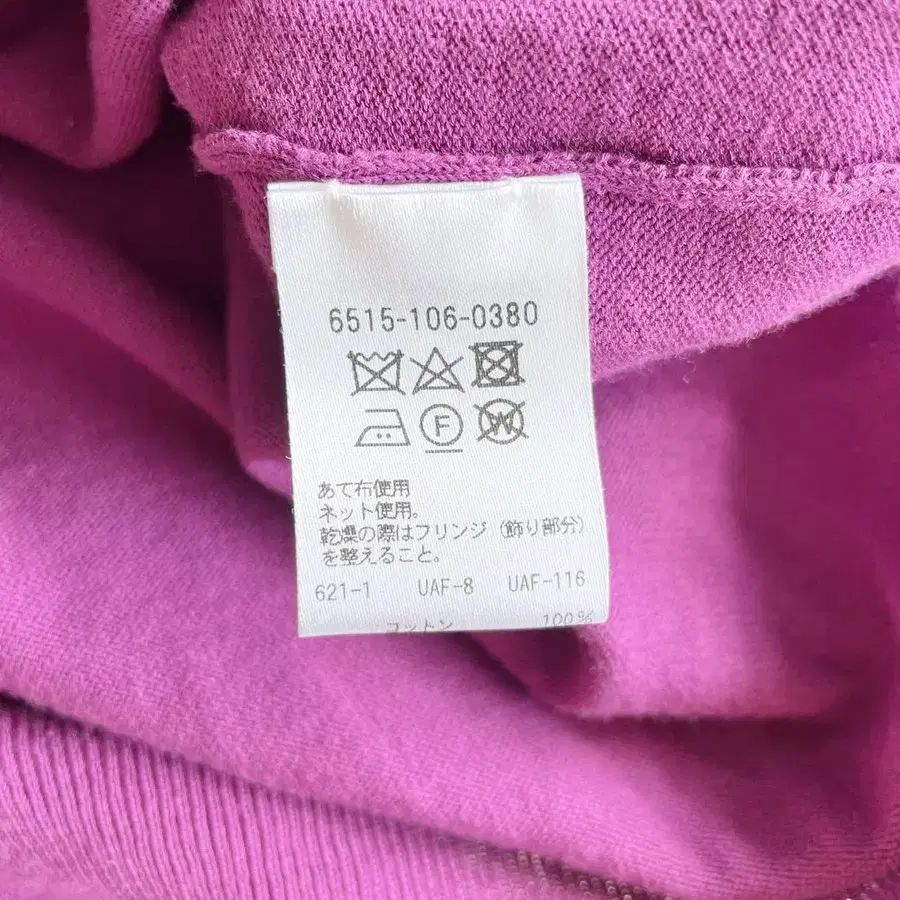 6515-106-0380
F W
あて布使用
ネット使用。
乾燥の際はフリンジ（飾り部分）
を整えること。
621-1 UAF-8 UAF-116
コットン 100%